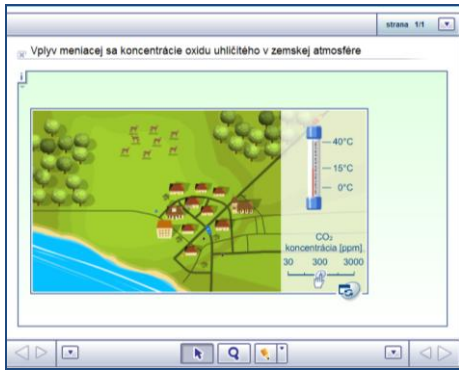 strana 1/1
Vplyv meniacej sa koncentrácie oxidu uhličitého v zemskej atmosfére
i
40°C
15°C
0°C
CO₂
koncentrácia [ppm].
30 300 3000